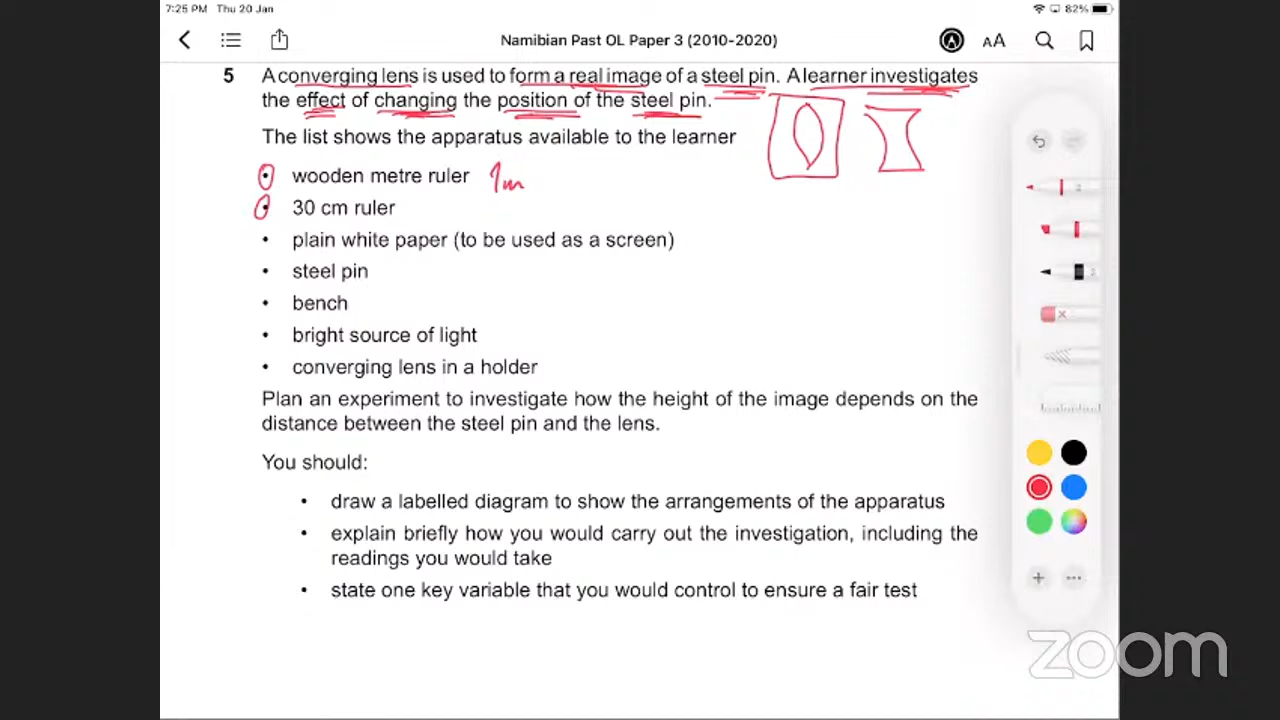 7:25 PM Thu 20 Jan
82%
Namibian Past OL Paper 3 (2010-2020)
AA
5 A converging lens is used to form a real image of a steel pin. A learner investigates
the effect of changing the position of the steel pin.
The list shows the apparatus available to the learner
• wooden metre ruler 1m
• 30 cm ruler
• plain white paper (to be used as a screen)
• steel pin
• bench
• bright source of light
• converging lens in a holder
Plan an experiment to investigate how the height of the image depends on the
distance between the steel pin and the lens.
You should:
• draw a labelled diagram to show the arrangements of the apparatus
• explain briefly how you would carry out the investigation, including the
readings you would take
• state one key variable that you would control to ensure a fair test
zoom